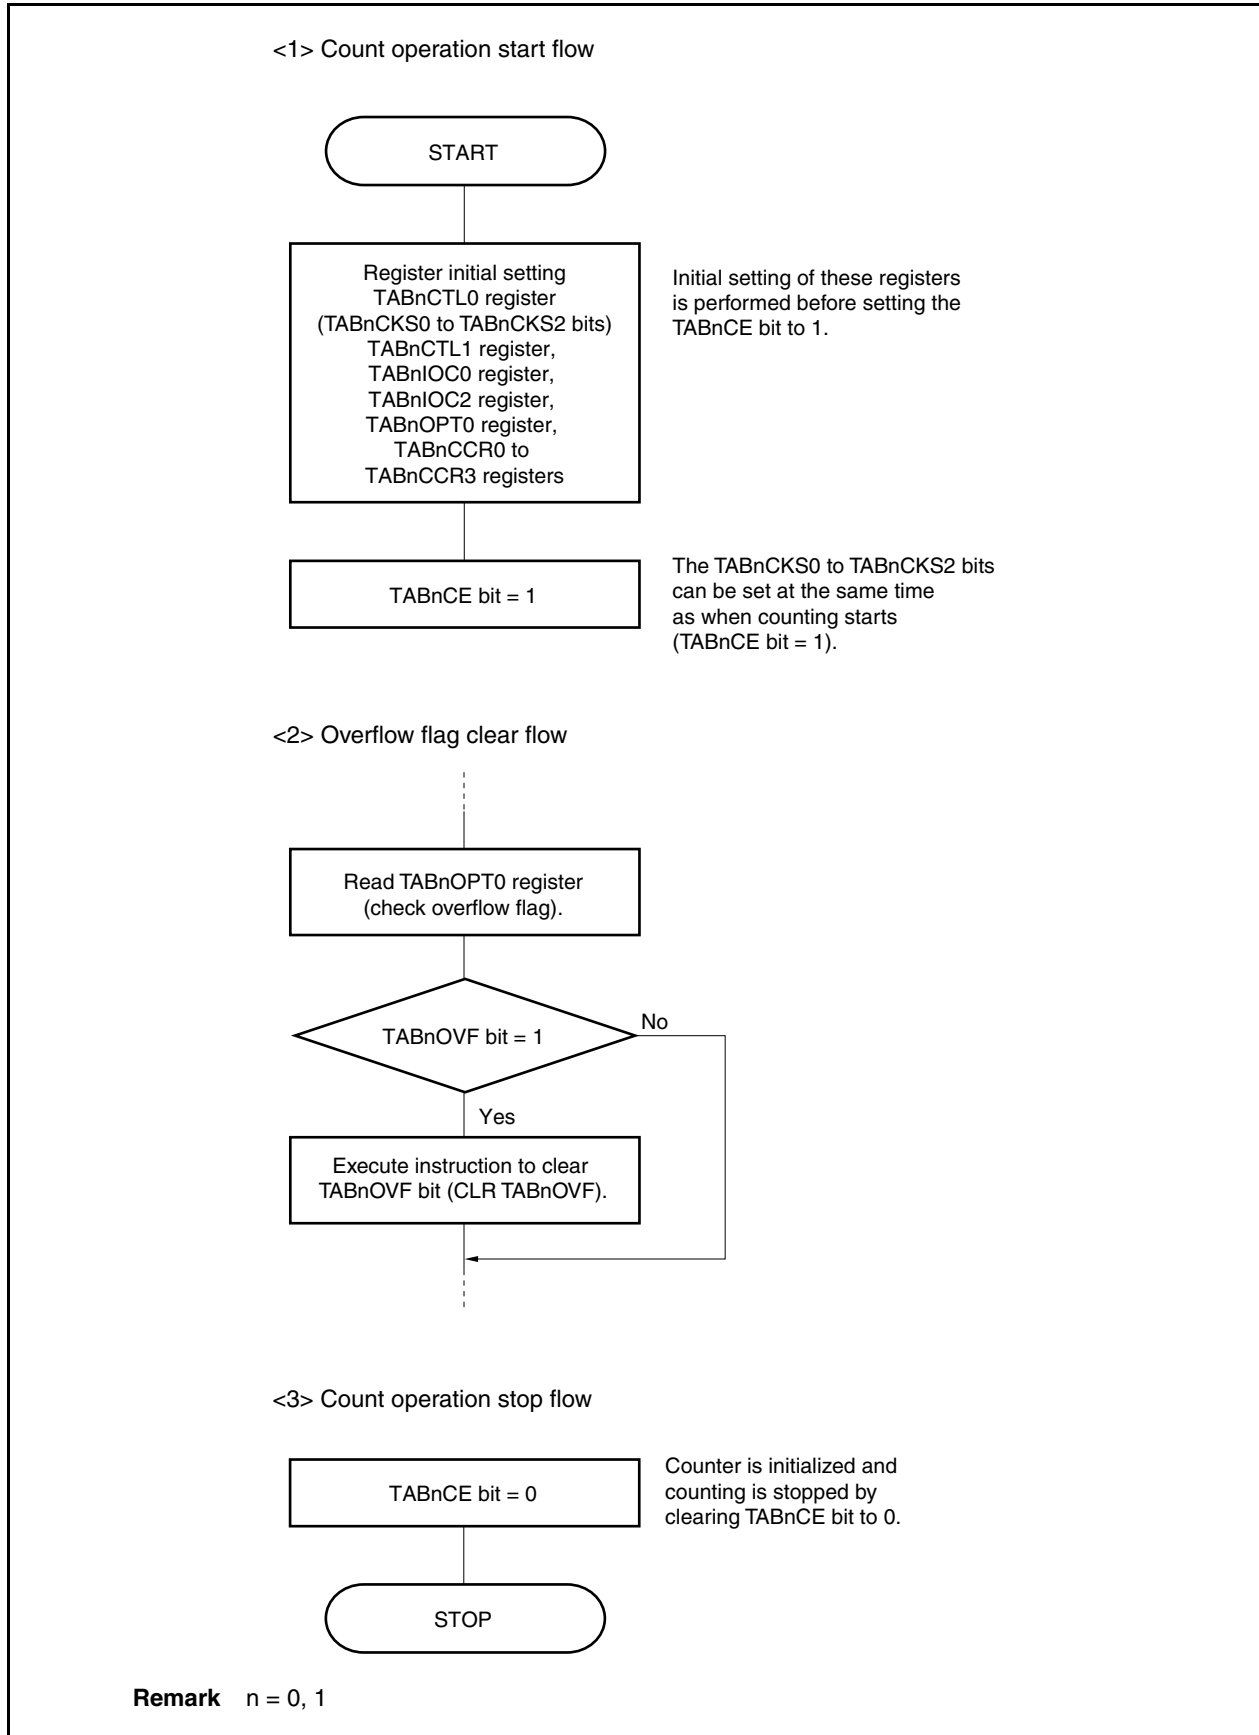 <1> Count operation start flow
START
Register initial setting
TABnCTL0 register
(TABnCKS0 to TABnCKS2 bits)
TABnCTL1 register,
TABnIOC0 register,
TABnIOC2 register,
TABnOPT0 register,
TABnCCR0 to
TABnCCR3 registers
Initial setting of these registers
is performed before setting the
TABnCE bit to 1.
TABnCE bit = 1
The TABnCKS0 to TABnCKS2 bits
can be set at the same time
as when counting starts
(TABnCE bit = 1).
<2> Overflow flag clear flow
Read TABnOPT0 register
(check overflow flag).
TABnOVF bit = 1
No
Yes
Execute instruction to clear
TABnOVF bit (CLR TABnOVF).
<3> Count operation stop flow
TABnCE bit = 0
Counter is initialized and
counting is stopped by
clearing TABnCE bit to 0.
STOP
Remark n = 0, 1